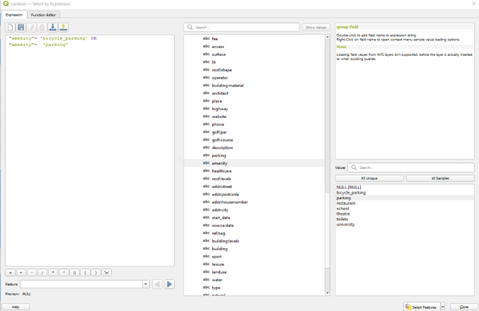 Landuse — Select by Expression
Expression
Function Editor
"amenity"= 'bicycle_parking' OR
"amenity"= 'parking'
Search...
Show Values
abc fee
abc access
abc surface
abc lit
abc roof:shape
abc operator
abc building:material
abc architect
abc place
abc highway
abc website
abc phone
abc golf:par
abc golf:course
abc description
abc parking
abc amenity
abc healthcare
abc roof:levels
abc addr:street
abc addr:postcode
abc addr:housenumber
abc addr:city
abc start_date
abc source:date
abc ref:bag
abc building:levels
abc building
abc sport
abc leisure
abc landuse
abc water
abc type
abc natural
group field
Double-click to add field name to expression string.
Right-Click on field name to open context menu sample value loading options.
Notes
Loading field values from WFS layers isn't supported, before the layer is actually inserted, ie. when building queries.
Values
Search...
All Unique
10 Samples
NULL [NULL]
bicycle_parking
parking
restaurant
school
theatre
toilets
university
= + - / * ^ || ( ) '\n'
Feature
Preview: NULL
Help
Select Features
Close